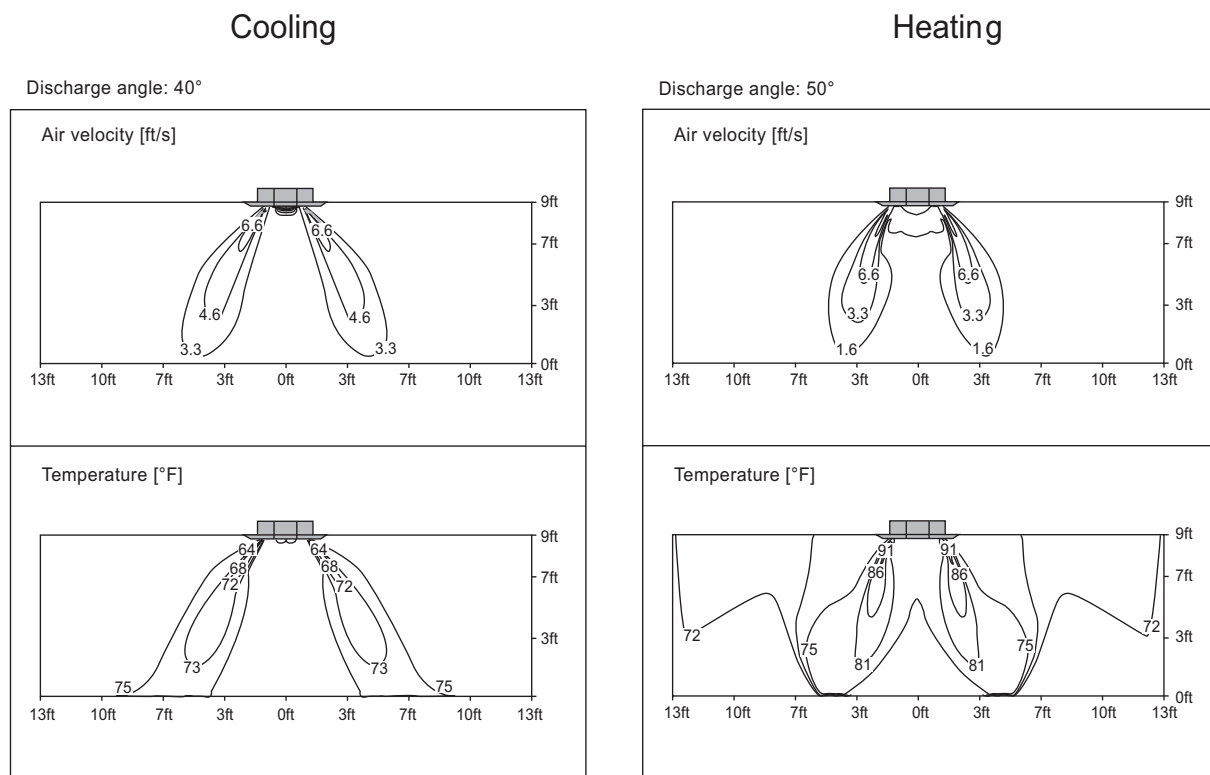 Cooling
Discharge angle: 40°
Air velocity [ft/s]
9ft
6.6 6.6
7ft
3ft
4.6 4.6
3.3 3.3
0ft
13ft 10ft 7ft 3ft 0ft 3ft 7ft 10ft 13ft
Temperature [°F]
9ft
64 64
68 68
7ft
72 72
3ft
73 73
75 75
0ft
13ft 10ft 7ft 3ft 0ft 3ft 7ft 10ft 13ft
Heating
Discharge angle: 50°
Air velocity [ft/s]
9ft
7ft
6.6 6.6
3ft
3.3 3.3
1.6 1.6
0ft
13ft 10ft 7ft 3ft 0ft 3ft 7ft 10ft 13ft
Temperature [°F]
9ft
91 91
86 86
7ft
72 72
3ft
75 75
81 81
0ft
13ft 10ft 7ft 3ft 0ft 3ft 7ft 10ft 13ft